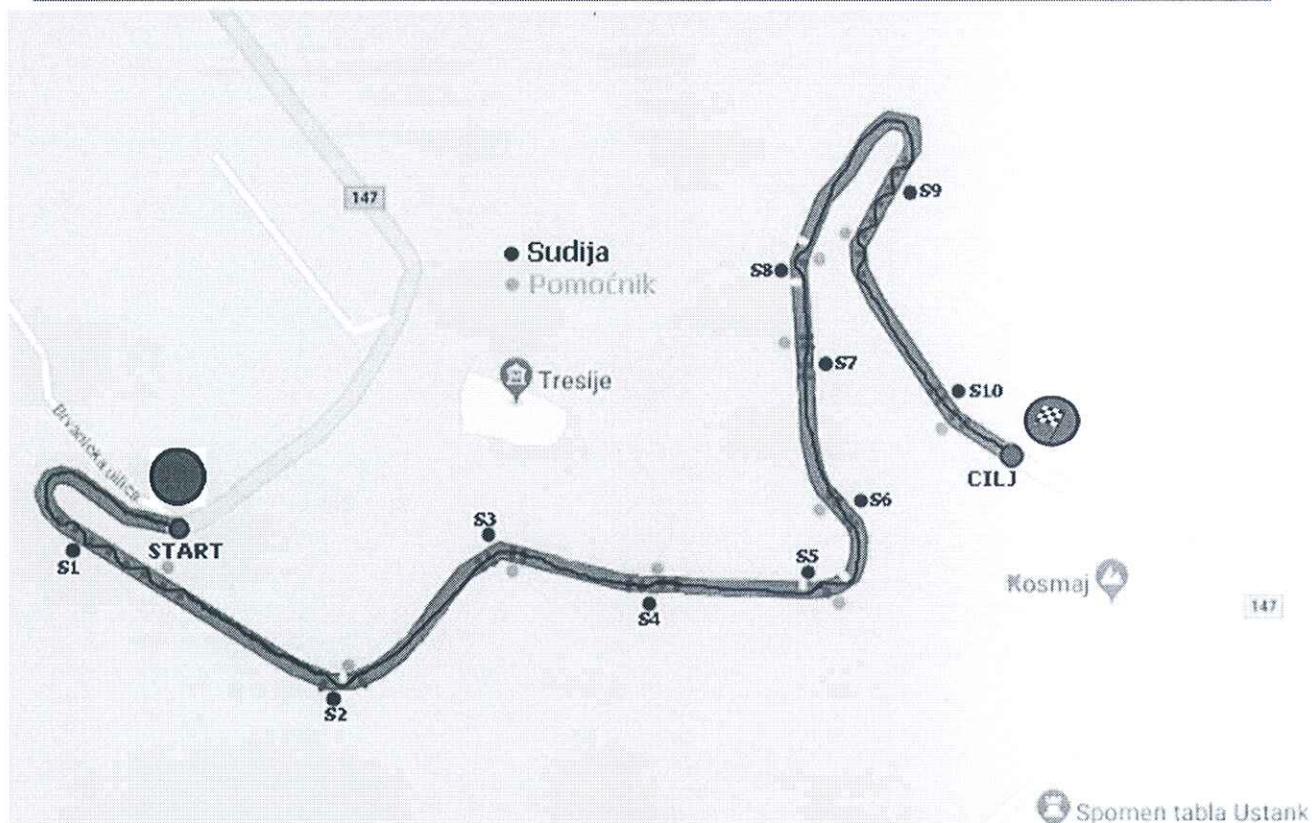 147
Sudija
Pomoćnik
S9
S8
Treslje
S7
S10
CILJ
S6
START
S3
S1
S5
Kosmaj
147
S4
S2
Spomen tabla Ustank